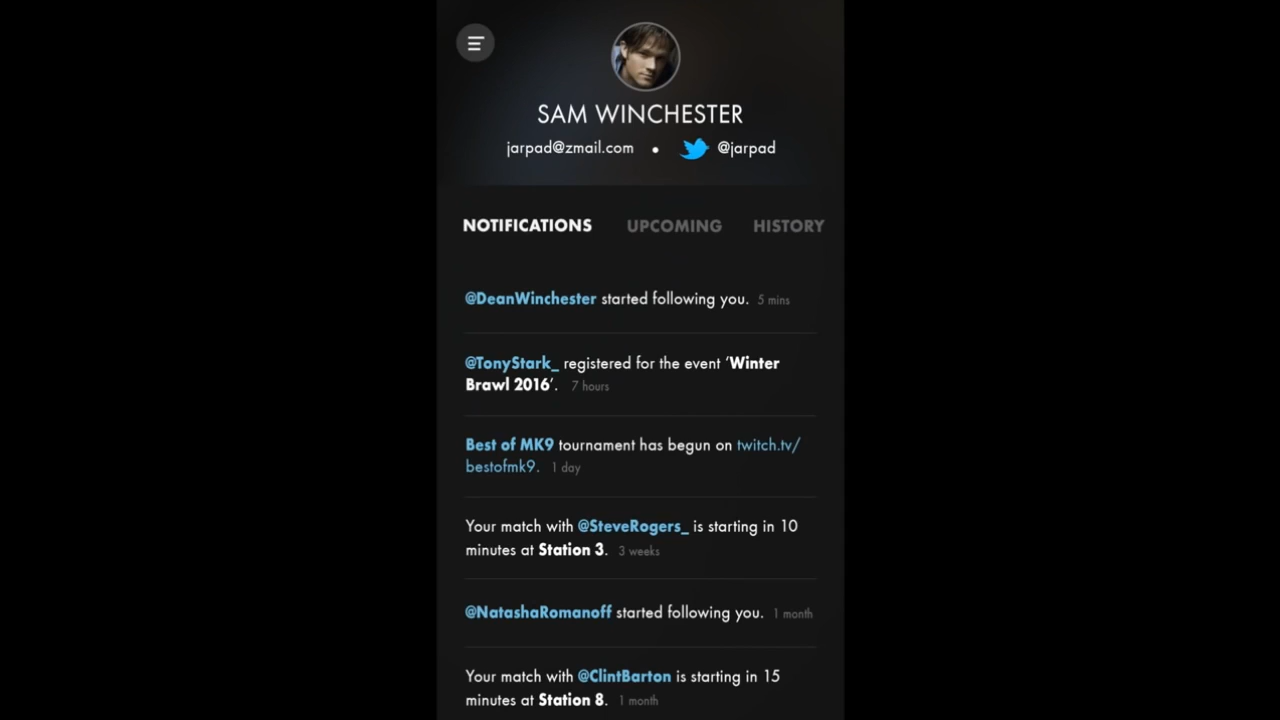 SAM WINCHESTER
jarpad@zmail.com • @jarpad
NOTIFICATIONS UPCOMING HISTORY
@DeanWinchester started following you. 5 mins
@TonyStark_ registered for the event ‘Winter
Brawl 2016’. 7 hours
Best of MK9 tournament has begun on twitch.tv/
bestofmk9. 1 day
Your match with @SteveRogers_ is starting in 10
minutes at Station 3. 3 weeks
@NatashaRomanoff started following you. 1 month
Your match with @ClintBarton is starting in 15
minutes at Station 8. 1 month